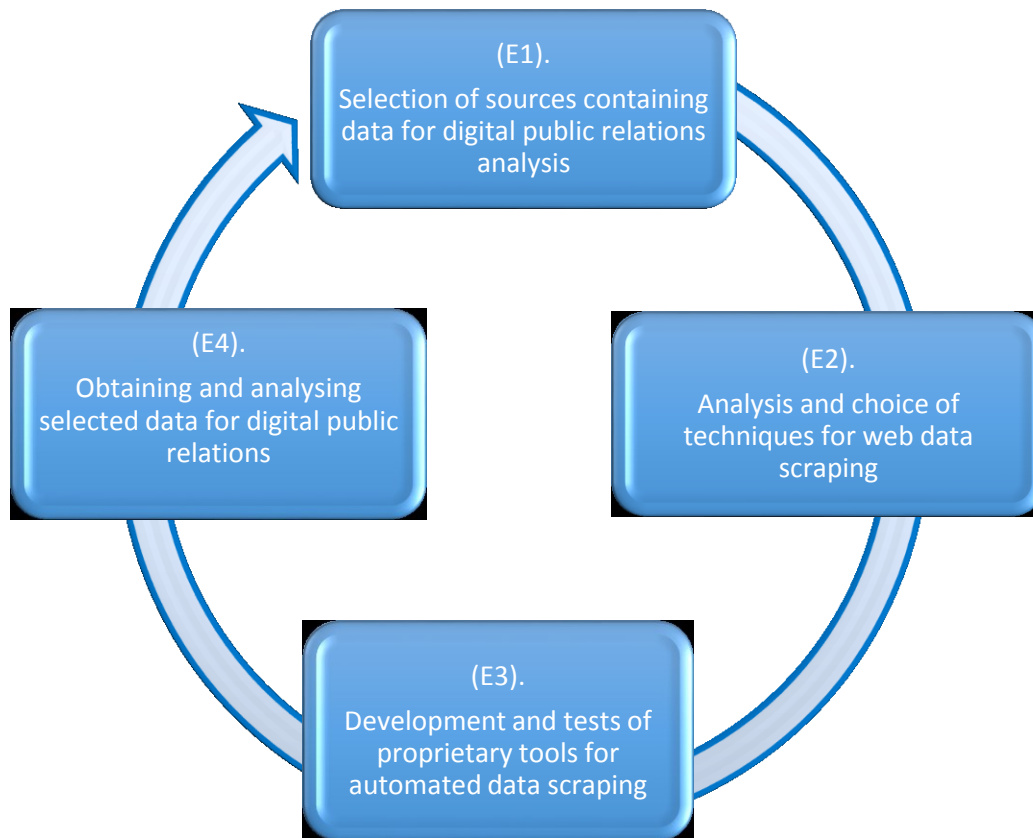 (E1).
Selection of sources containing
data for digital public relations
analysis
(E2).
Analysis and choice of
techniques for web data
scraping
(E3).
Development and tests of
proprietary tools for
automated data scraping
(E4).
Obtaining and analysing
selected data for digital public
relations